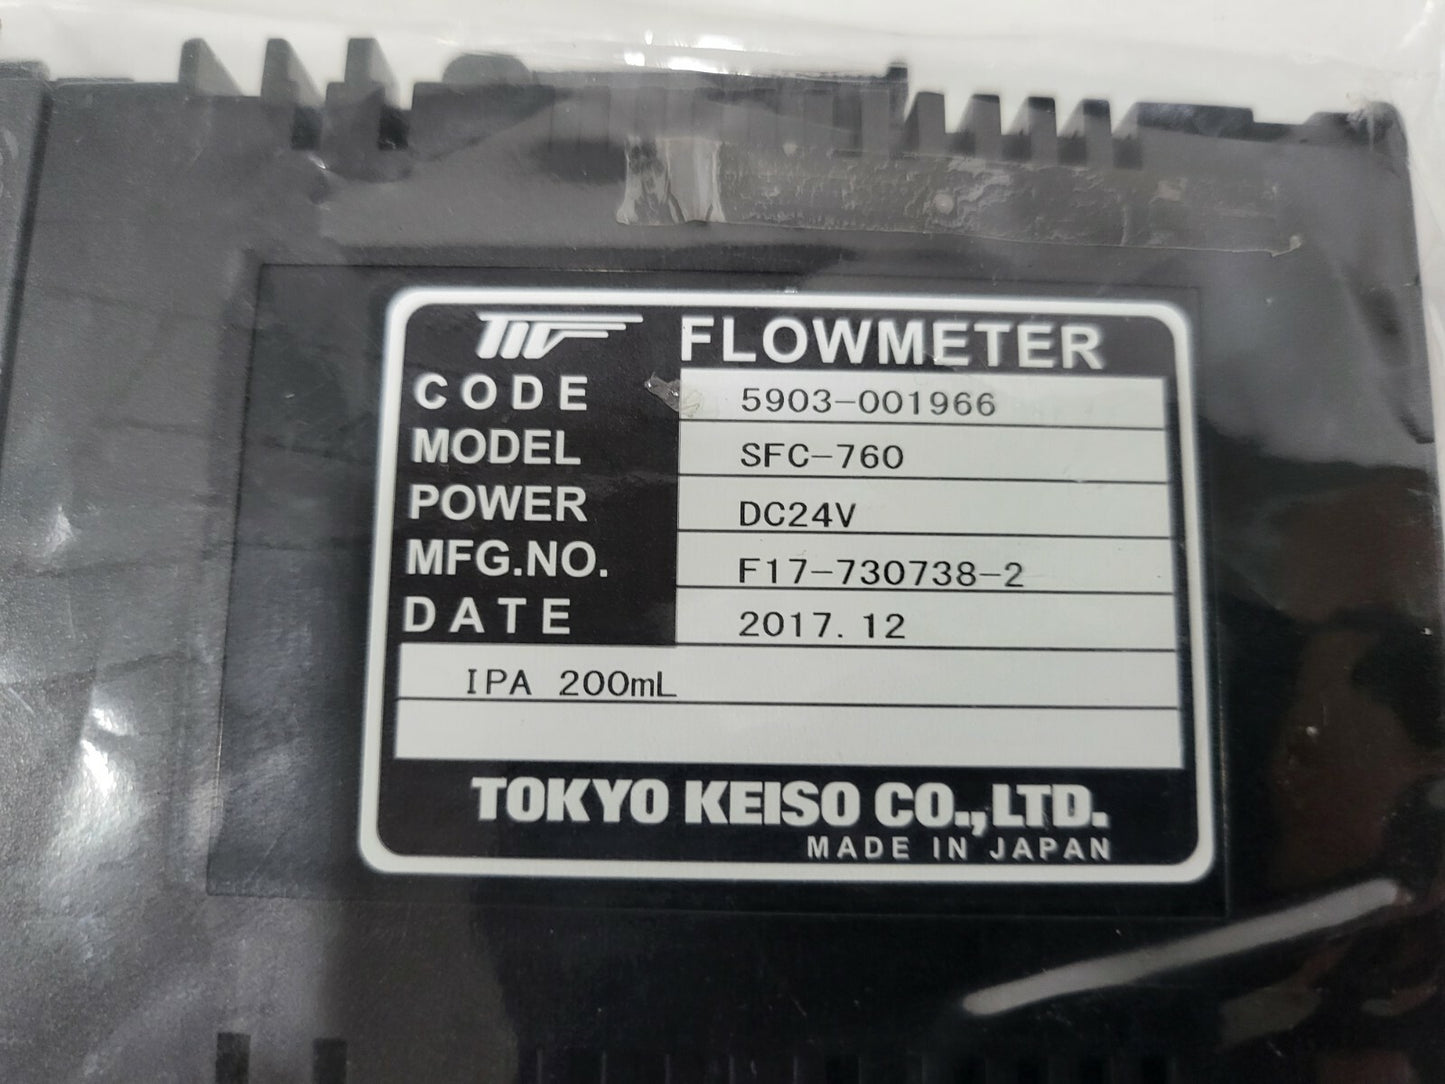 FLOWMETER
CODE 5903-001966
MODEL SFC-760
POWER DC24V
MFG.NO. F17-730738-2
DATE 2017.12
IPA 200mL
TOKYO KEISO CO.,LTD.
MADE IN JAPAN